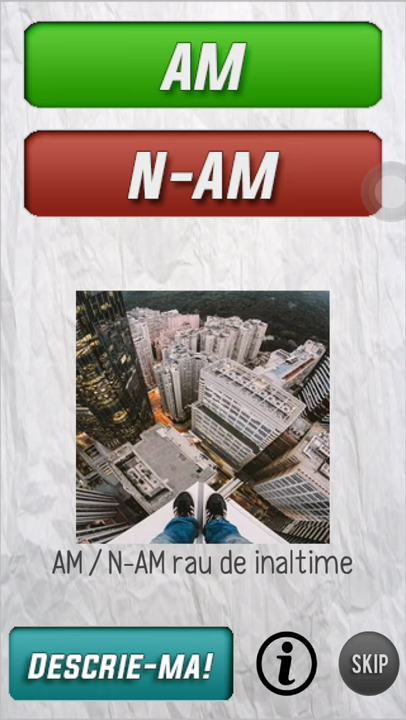 AM
N-AM
AM / N-AM rau de inaltime
DESCRIE-MA!
i
SKIP